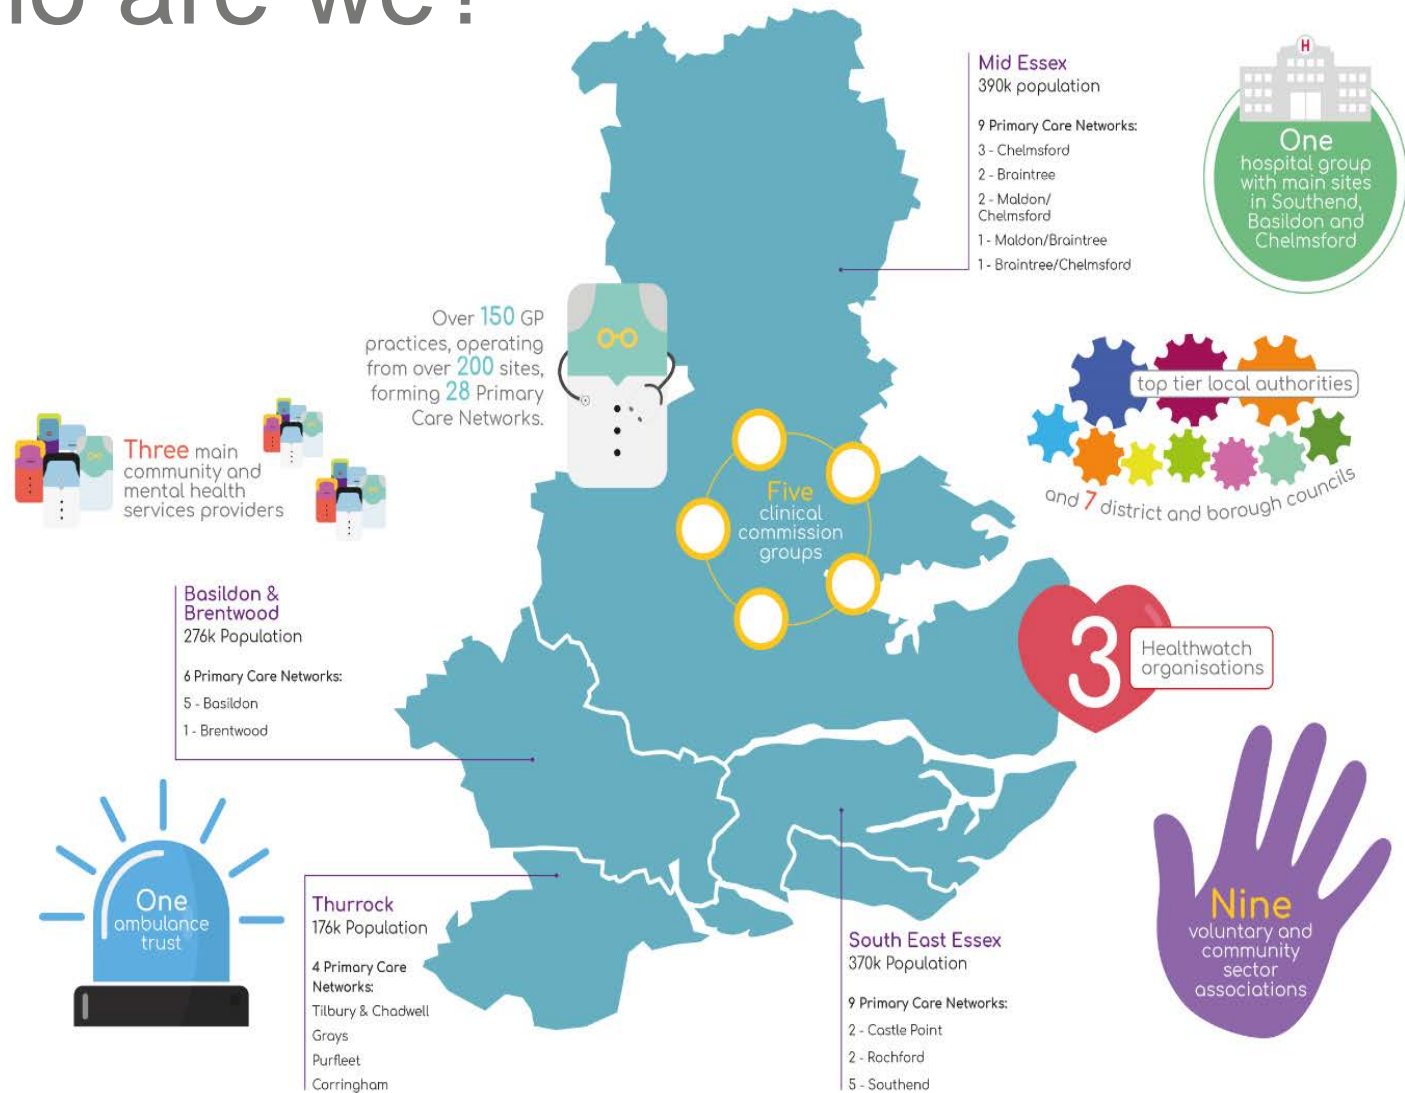 are we?
Mid Essex
390k population
9 Primary Care Networks:
3 - Chelmsford
2 - Braintree
2 - Maldon/
Chelmsford
1 - Maldon/Braintree
1 - Braintree/Chelmsford
H
One
hospital group
with main sites
in Southend,
Basildon and
Chelmsford
Over 150 GP
practices, operating
from over 200 sites,
forming 28 Primary
Care Networks.
top tier local authorities
and 7 district and borough councils
Three main
community and
mental health
services providers
Five
clinical
commission
groups
Basildon &
Brentwood
276k Population
6 Primary Care Networks:
5 - Basildon
1 - Brentwood
3
Healthwatch
organisations
One
ambulance
trust
Thurrock
176k Population
4 Primary Care
Networks:
Tilbury & Chadwell
Grays
Purfleet
Corringham
South East Essex
370k Population
9 Primary Care Networks:
2 - Castle Point
2 - Rochford
5 - Southend
Nine
voluntary and
community
sector
associations